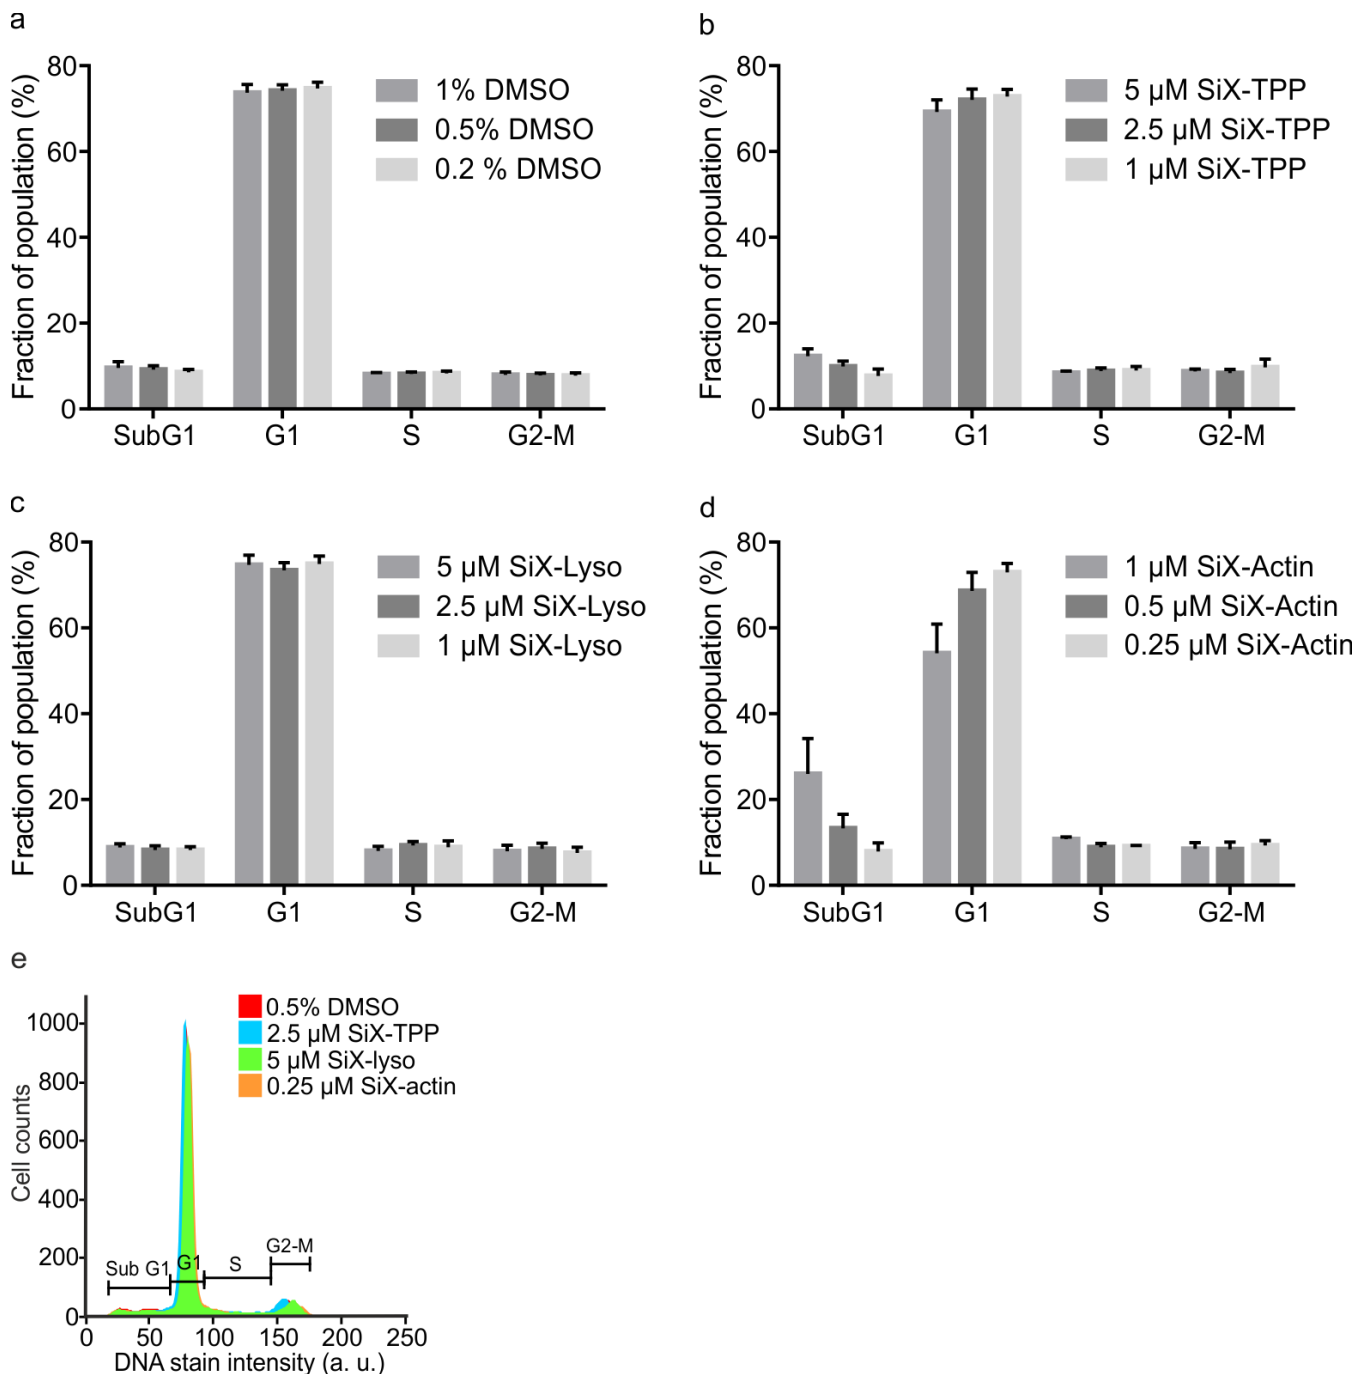 a
Fraction of population (%)
80
60
40
20
0
SubG1 G1 S G2-M
1% DMSO
0.5% DMSO
0.2 % DMSO
b
Fraction of population (%)
80
60
40
20
0
SubG1 G1 S G2-M
5 µM SiX-TPP
2.5 µM SiX-TPP
1 µM SiX-TPP
c
Fraction of population (%)
80
60
40
20
0
SubG1 G1 S G2-M
5 µM SiX-Lyso
2.5 µM SiX-Lyso
1 µM SiX-Lyso
d
Fraction of population (%)
80
60
40
20
0
SubG1 G1 S G2-M
1 µM SiX-Actin
0.5 µM SiX-Actin
0.25 µM SiX-Actin
e
Cell counts
1000
800
600
400
200
0
0 50 100 150 200 250
DNA stain intensity (a. u.)
0.5% DMSO
2.5 µM SiX-TPP
5 µM SiX-lyso
0.25 µM SiX-actin
Sub G1 G1 S G2-M